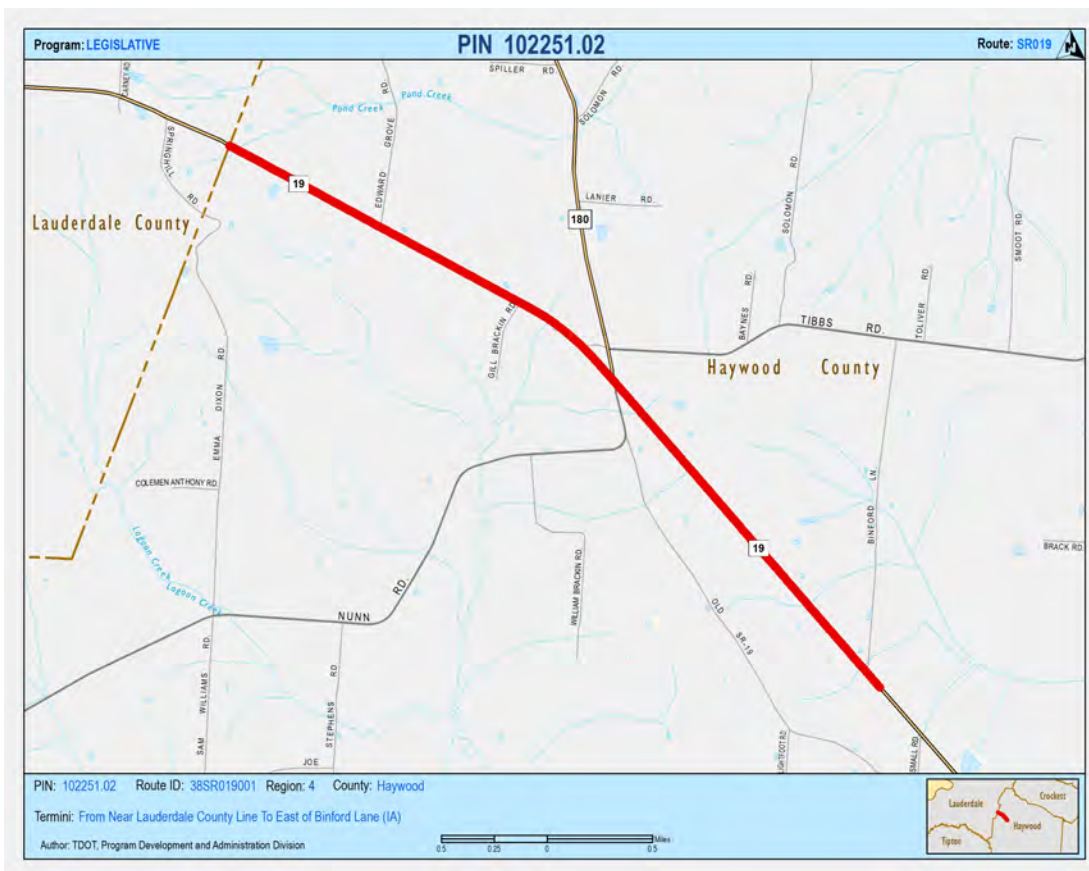 Program: LEGISLATIVE
PIN 102251.02
Route: SR019
N
CARNEY RD.
SPILLER RD.
SOLOMON RD.
Pond Creek
Pond Creek
SPRINGHILL RD.
EDWARD GROVE RD.
19
LANIER RD.
180
SOLOMON RD.
SMOOT RD.
Lauderdale County
BAYNES RD.
TOLIVER RD.
TIBBS RD.
GILL BRACKIN RD.
Haywood County
EMMA DIXON RD.
COLEMEN ANTHONY RD.
BINFORD LN.
Lagoon Creek
Lagoon Creek
19
BRACK RD.
WILLIAM BRACKIN RD.
NUNN RD.
OLD SR-19
SAM WILLIAMS RD.
STEPHENS RD.
JOE
LIGHTFOOT RD.
SMALL RD.
PIN: 102251.02 Route ID: 38SR019001 Region: 4 County: Haywood
Termini: From Near Lauderdale County Line To East of Binford Lane (IA)
Author: TDOT, Program Development and Administration Division
0.5 0.25 0 0.5 Miles
Lauderdale
Crockett
Haywood
Tipton